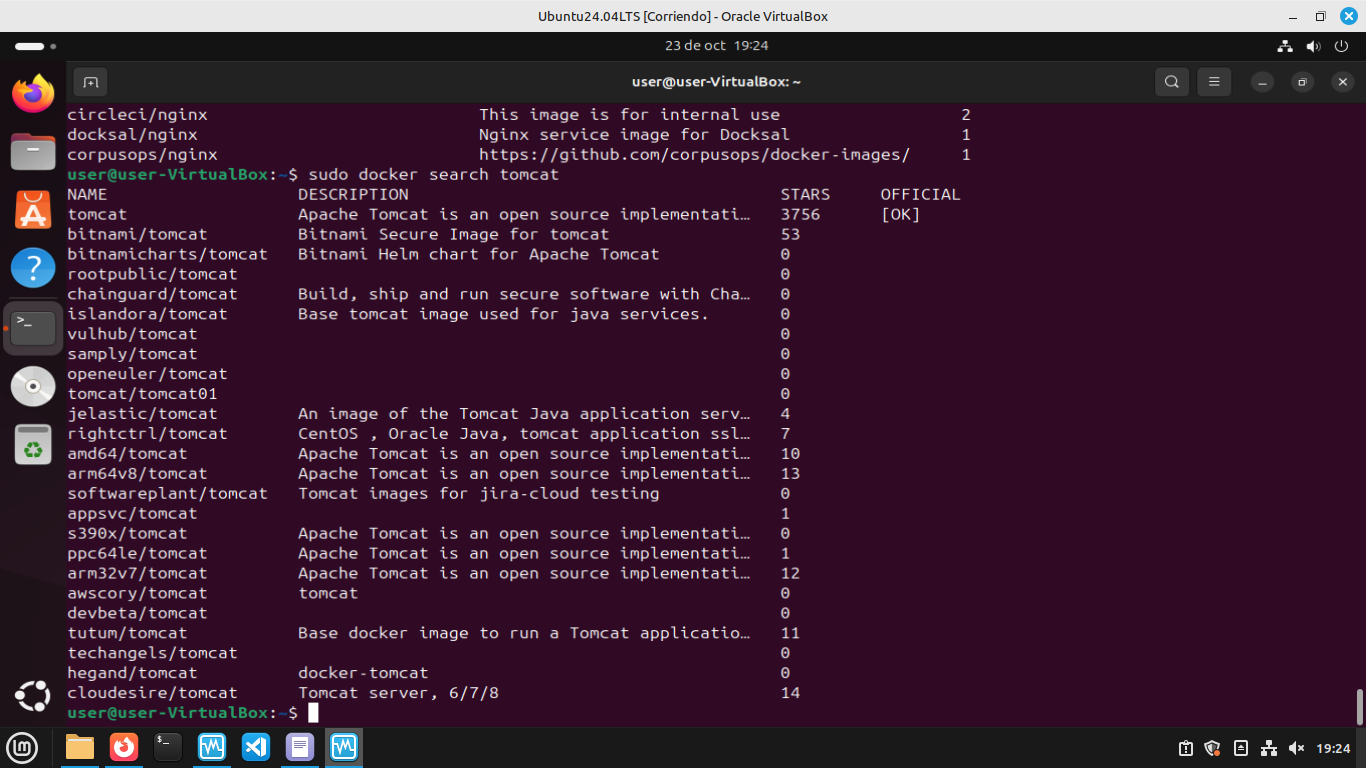 Ubuntu24.04LTS [Corriendo] - Oracle VirtualBox
23 de oct 19:24
user@user-VirtualBox: ~
circleci/nginx This image is for internal use 2
docksal/nginx Nginx service image for Docksal 1
corpusops/nginx https://github.com/corpusops/docker-images/ 1
user@user-VirtualBox:~$ sudo docker search tomcat
NAME DESCRIPTION STARS OFFICIAL
tomcat Apache Tomcat is an open source implementati… 3756 [OK]
bitnami/tomcat Bitnami Secure Image for tomcat 53
bitnamicharts/tomcat Bitnami Helm chart for Apache Tomcat 0
rootpublic/tomcat 0
chainguard/tomcat Build, ship and run secure software with Cha… 0
islandora/tomcat Base tomcat image used for java services. 0
vulhub/tomcat 0
samply/tomcat 0
openeuler/tomcat 0
tomcat/tomcat01 0
jelastic/tomcat An image of the Tomcat Java application serv… 4
rightctrl/tomcat CentOS , Oracle Java, tomcat application ssl… 7
amd64/tomcat Apache Tomcat is an open source implementati… 10
arm64v8/tomcat Apache Tomcat is an open source implementati… 13
softwareplant/tomcat Tomcat images for jira-cloud testing 0
appsvc/tomcat 1
s390x/tomcat Apache Tomcat is an open source implementati… 0
ppc64le/tomcat Apache Tomcat is an open source implementati… 1
arm32v7/tomcat Apache Tomcat is an open source implementati… 12
awscory/tomcat tomcat 0
devbeta/tomcat 0
tutum/tomcat Base docker image to run a Tomcat applicatio… 11
techangels/tomcat 0
hegand/tomcat docker-tomcat 0
cloudesire/tomcat Tomcat server, 6/7/8 14
user@user-VirtualBox:~$
19:24